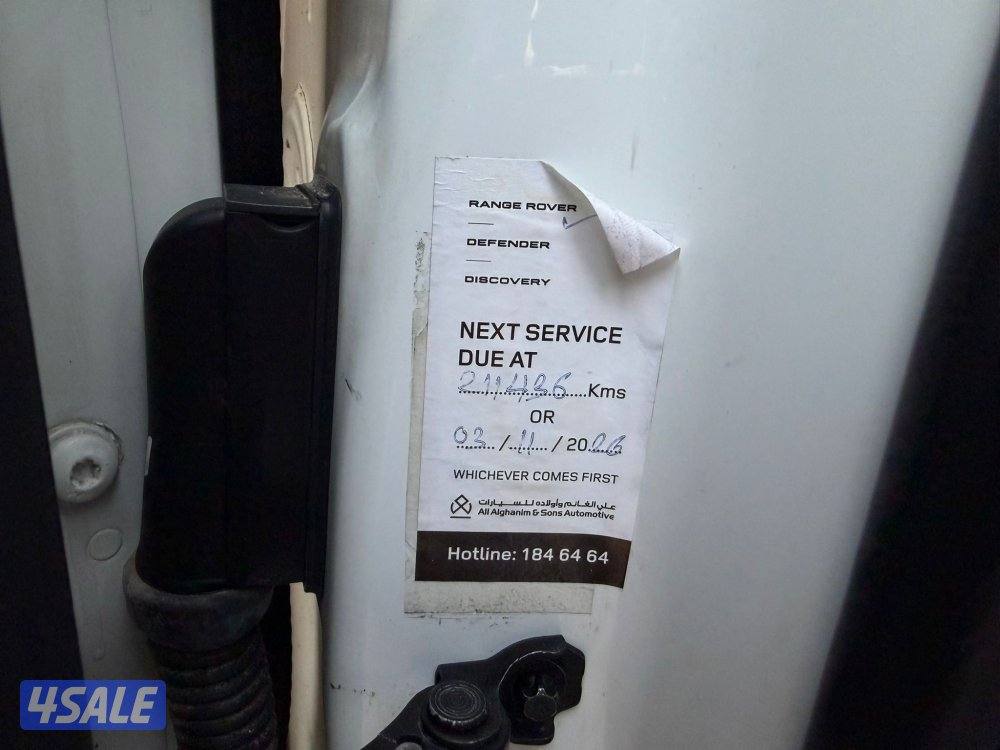 RANGE ROVER
DEFENDER
DISCOVERY
NEXT SERVICE
DUE AT
211436 Kms
OR
03 / 11 / 2026
WHICHEVER COMES FIRST
علي الغانم وأولاده للسيارات
Ali Alghanim & Sons Automotive
Hotline: 184 64 64
4SALE